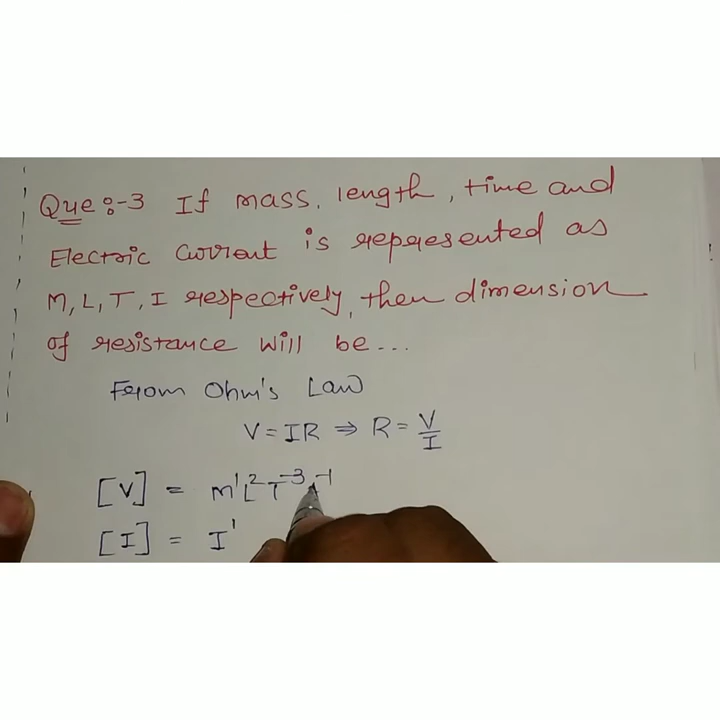 Que:-3 If mass, length, time and
Electric Current is represented as
M, L, T, I respectively, then dimension
of resistance will be...
From Ohm's Law
V = IR ⇒ R = V/I
[V] = M¹L²T⁻³ ⁻¹
[I] = I¹